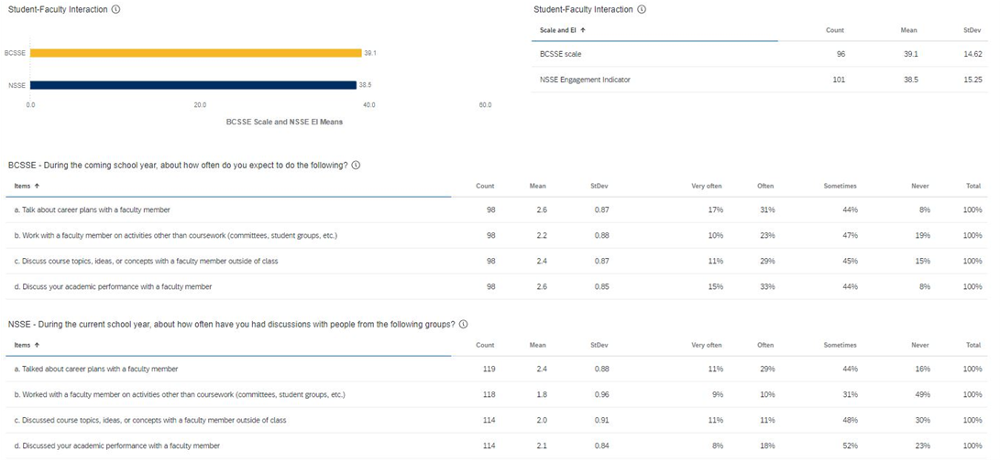 Student-Faculty Interaction
BCSSE 39.1
NSSE 38.5
0.0 20.0 40.0 60.0
BCSSE Scale and NSSE EI Means
Student-Faculty Interaction
Scale and EI ↑ Count Mean StDev
BCSSE scale 96 39.1 14.62
NSSE Engagement Indicator 101 38.5 15.25
BCSSE - During the coming school year, about how often do you expect to do the following?
Items ↑ Count Mean StDev Very often Often Sometimes Never Total
a. Talk about career plans with a faculty member 98 2.6 0.87 17% 31% 44% 8% 100%
b. Work with a faculty member on activities other than coursework (committees, student groups, etc.) 98 2.2 0.88 10% 23% 47% 19% 100%
c. Discuss course topics, ideas, or concepts with a faculty member outside of class 98 2.4 0.87 11% 29% 45% 15% 100%
d. Discuss your academic performance with a faculty member 98 2.6 0.85 15% 33% 44% 8% 100%
NSSE - During the current school year, about how often have you had discussions with people from the following groups?
Items ↑ Count Mean StDev Very often Often Sometimes Never Total
a. Talked about career plans with a faculty member 119 2.4 0.88 11% 29% 44% 16% 100%
b. Worked with a faculty member on activities other than coursework (committees, student groups, etc.) 118 1.8 0.96 9% 10% 31% 49% 100%
c. Discussed course topics, ideas, or concepts with a faculty member outside of class 114 2.0 0.91 11% 11% 48% 30% 100%
d. Discussed your academic performance with a faculty member 114 2.1 0.84 8% 18% 52% 23% 100%